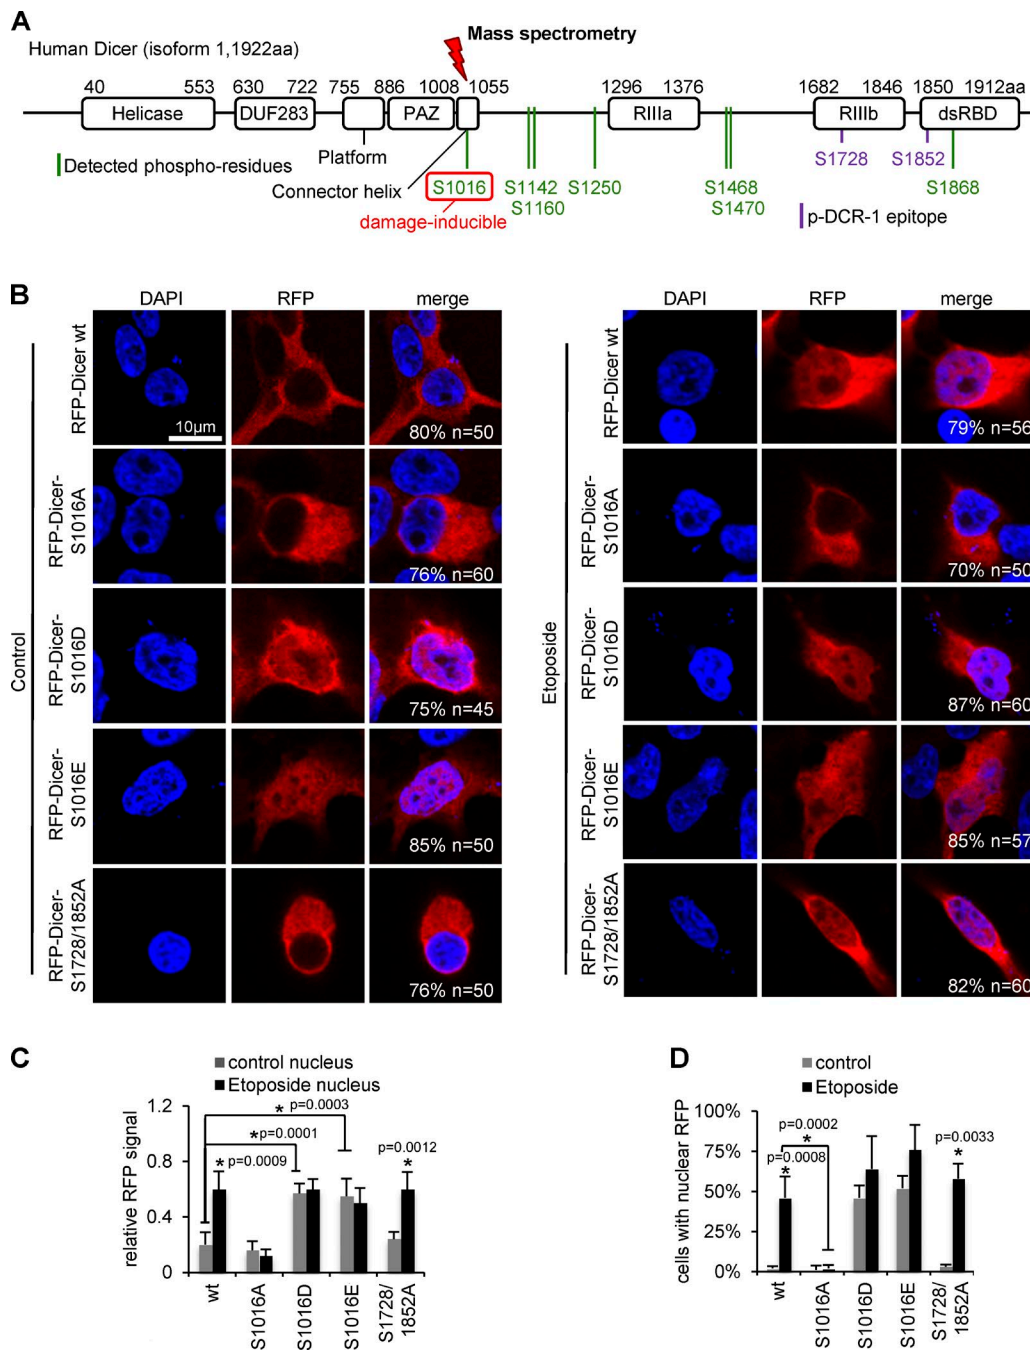 A
Human Dicer (isoform 1,1922aa)
Mass spectrometry
40 553 630 722 755 886 1008 1055 1296 1376 1682 1846 1850 1912aa
Helicase DUF283 PAZ RIIIa RIIIb dsRBD
Platform
Connector helix
Detected phospho-residues
S1016 S1142 S1250 S1468 S1728 S1852 S1868
S1160 S1470
damage-inducible
p-DCR-1 epitope
B
DAPI RFP merge
Control
RFP-Dicer wt
10µm
80% n=50
RFP-Dicer-
S1016A
76% n=60
RFP-Dicer-
S1016D
75% n=45
RFP-Dicer-
S1016E
85% n=50
RFP-Dicer-
S1728/1852A
76% n=50
DAPI RFP merge
Etoposide
RFP-Dicer wt
79% n=56
RFP-Dicer-
S1016A
70% n=50
RFP-Dicer-
S1016D
87% n=60
RFP-Dicer-
S1016E
85% n=57
RFP-Dicer-
S1728/1852A
82% n=60
C
control nucleus
Etoposide nucleus
relative RFP signal
1.2
0.8
0.4
0
* p=0.0003
*p=0.0001
* p=0.0009
p=0.0012
*
wt
S1016A
S1016D
S1016E
S1728/
1852A
D
control
Etoposide
cells with nuclear RFP
100%
75%
50%
25%
0%
p=0.0002
*
p=0.0008
*
p=0.0033
*
wt
S1016A
S1016D
S1016E
S1728/
1852A